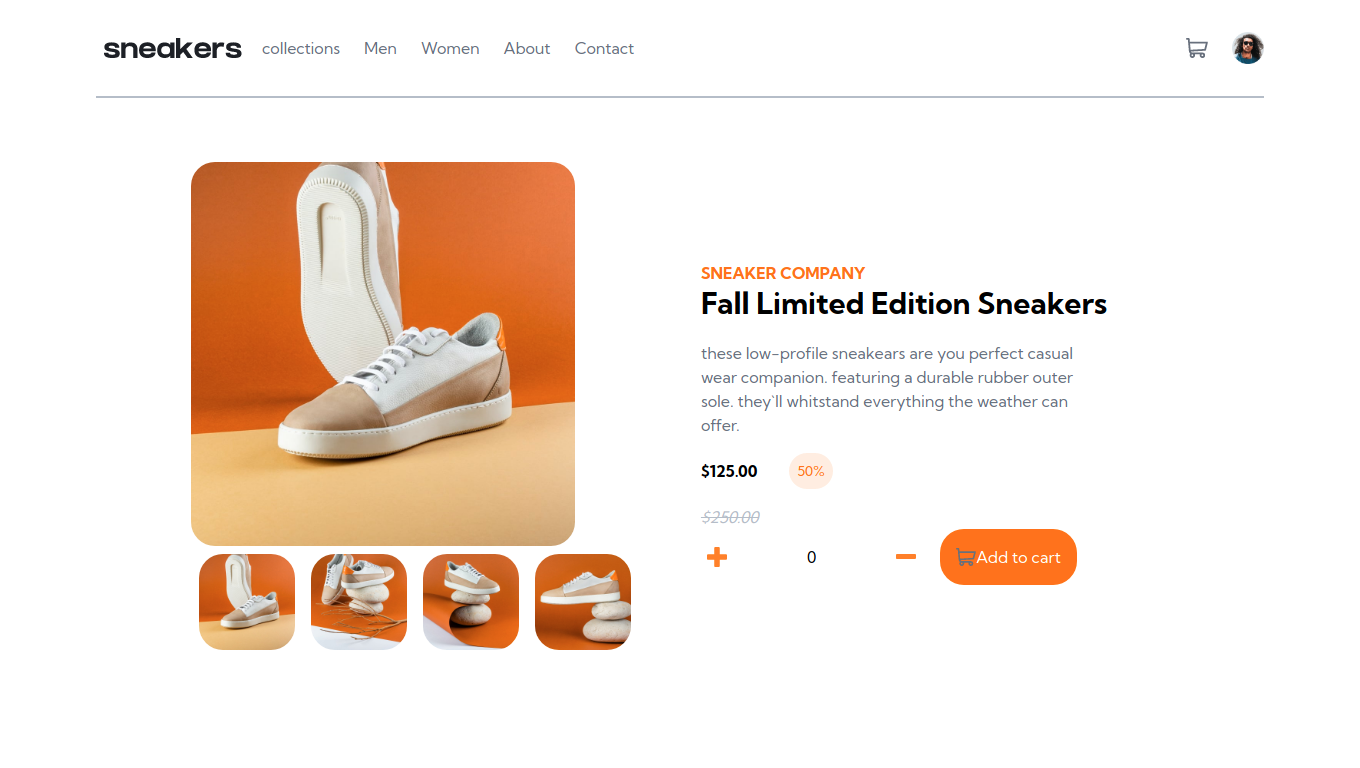 sneakers collections Men Women About Contact
SNEAKER COMPANY
Fall Limited Edition Sneakers
these low-profile sneakears are you perfect casual
wear companion. featuring a durable rubber outer
sole. they`ll whitstand everything the weather can
offer.
$125.00 50%
$250.00
0 Add to cart